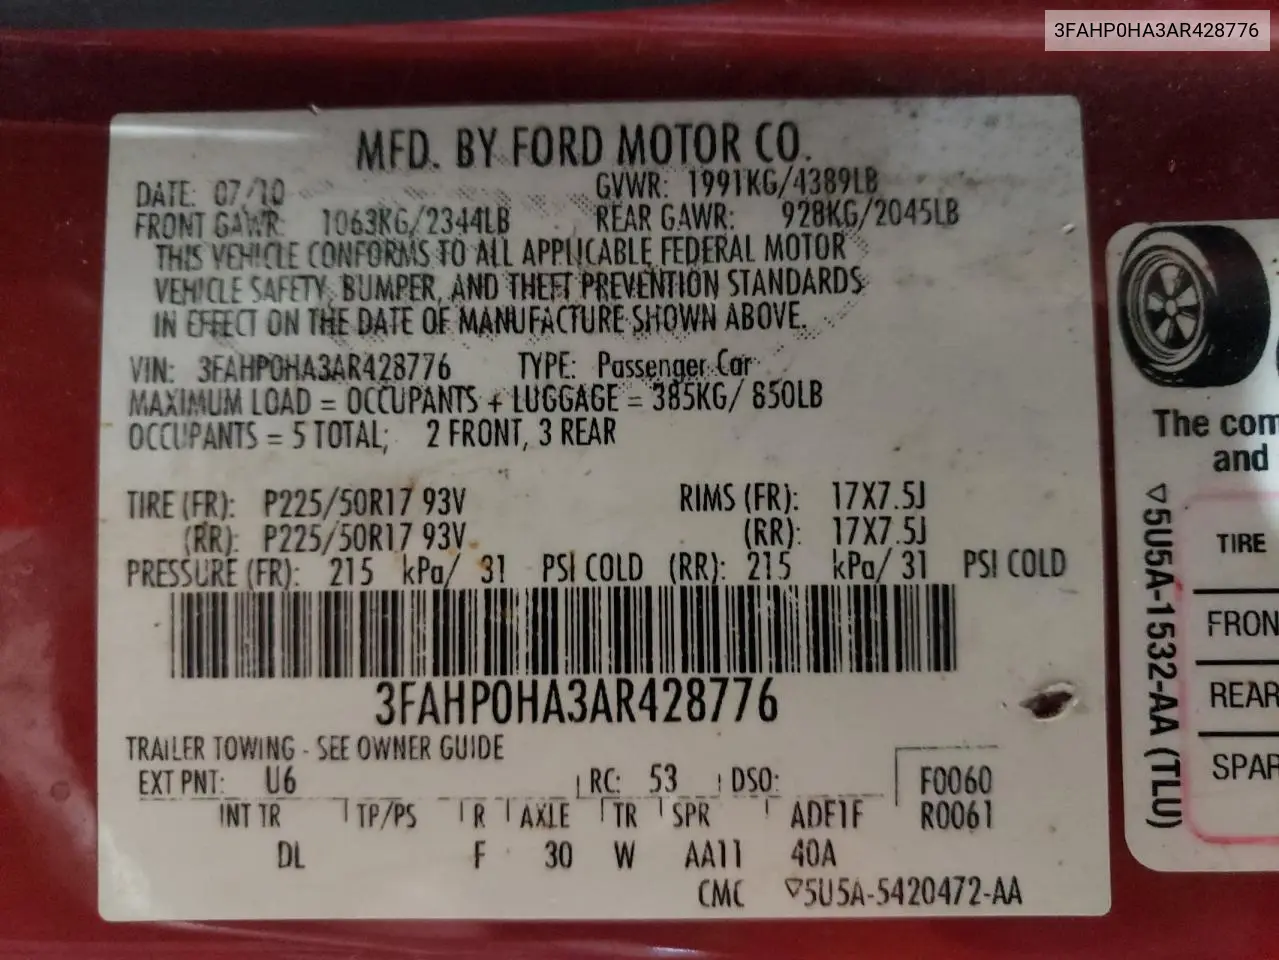 3FAHP0HA3AR428776
MFD. BY FORD MOTOR CO.
DATE: 07/10 GVWR: 1991KG/4389LB
FRONT GAWR: 1063KG/2344LB REAR GAWR: 928KG/2045LB
THIS VEHICLE CONFORMS TO ALL APPLICABLE FEDERAL MOTOR
VEHICLE SAFETY, BUMPER, AND THEFT PREVENTION STANDARDS
IN EFFECT ON THE DATE OF MANUFACTURE SHOWN ABOVE.
VIN: 3FAHP0HA3AR428776 TYPE: Passenger Car
MAXIMUM LOAD = OCCUPANTS + LUGGAGE = 385KG/ 850LB
OCCUPANTS = 5 TOTAL; 2 FRONT, 3 REAR
TIRE (FR): P225/50R17 93V RIMS (FR): 17X7.5J
(RR): P225/50R17 93V (RR): 17X7.5J
PRESSURE (FR): 215 kPa/ 31 PSI COLD (RR): 215 kPa/ 31 PSI COLD
3FAHP0HA3AR428776
TRAILER TOWING - SEE OWNER GUIDE
EXT PNT: U6 RC: 53 DSO: F0060
INT TR TP/PS R AXLE TR SPR ADF1F R0061
DL F 30 W AA11 40A
CMC ▽5U5A-5420472-AA
The com
and
▽5U5A-1532-AA (TLU)
TIRE
FRON
REAR
SPAR